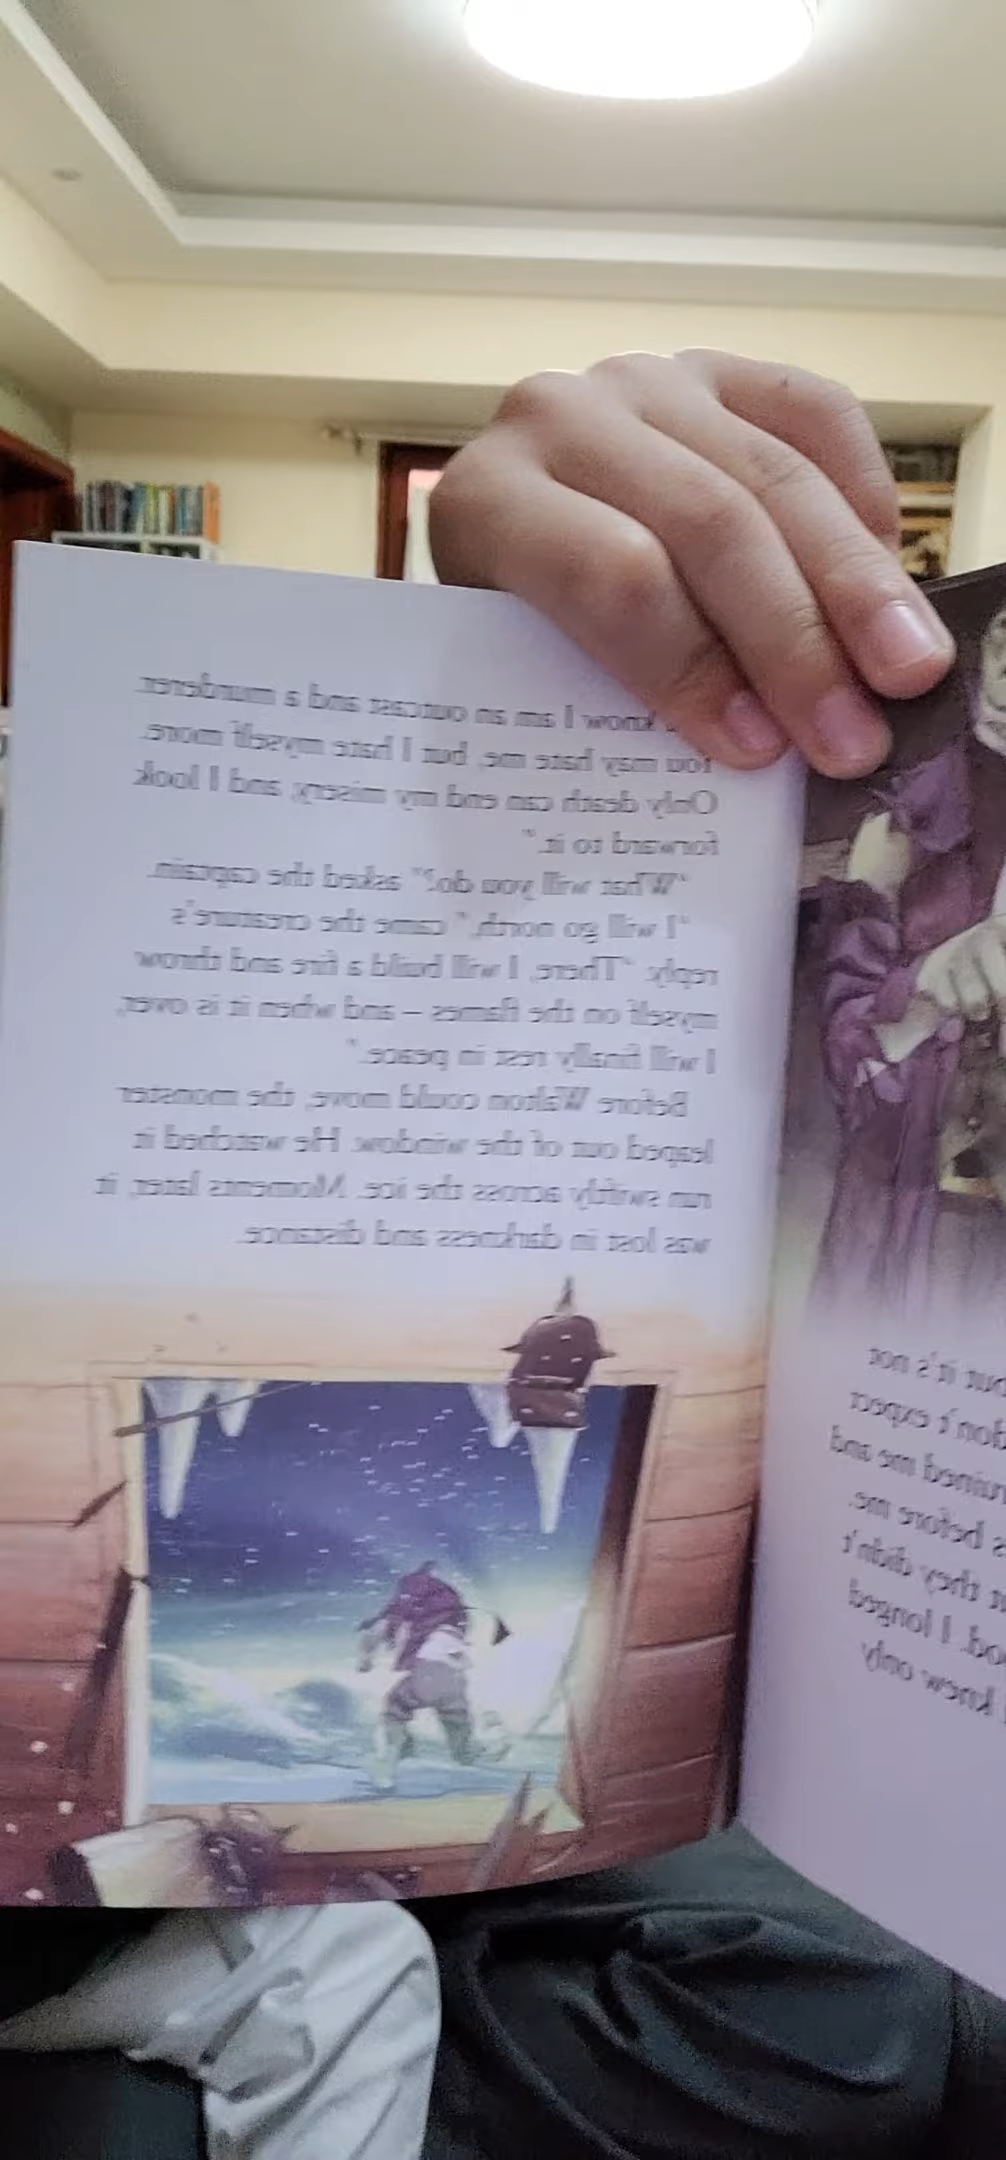 know I am an outcast and a murderer.
You may hate me, but I hate myself more.
Only death can end my misery, and I look
forward to it."
"What will you do?" asked the captain.
"I will go north," came the creature's
reply. "There, I will build a fire and throw
myself on the flames – and when it is over,
I will finally rest in peace."
Before Walton could move, the monster
leaped out of the window. He watched it
run swiftly across the ice. Moments later, it
was lost in darkness and distance.
but it's not
don't expect
ruined me and
before me.
they didn't
I longed
knew only